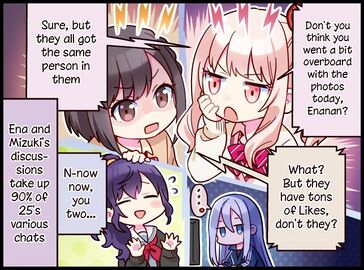 Don't you
think you
went a bit
overboard
with the
photos
today,
Enanan?
Sure, but
they all got
the same
person in
them
What?
But they
have tons
of Likes,
don't they?
N-now
now,
you
two...
...
Ena and
Mizuki's
discus-
sions
take up
90% of
25's
various
chats